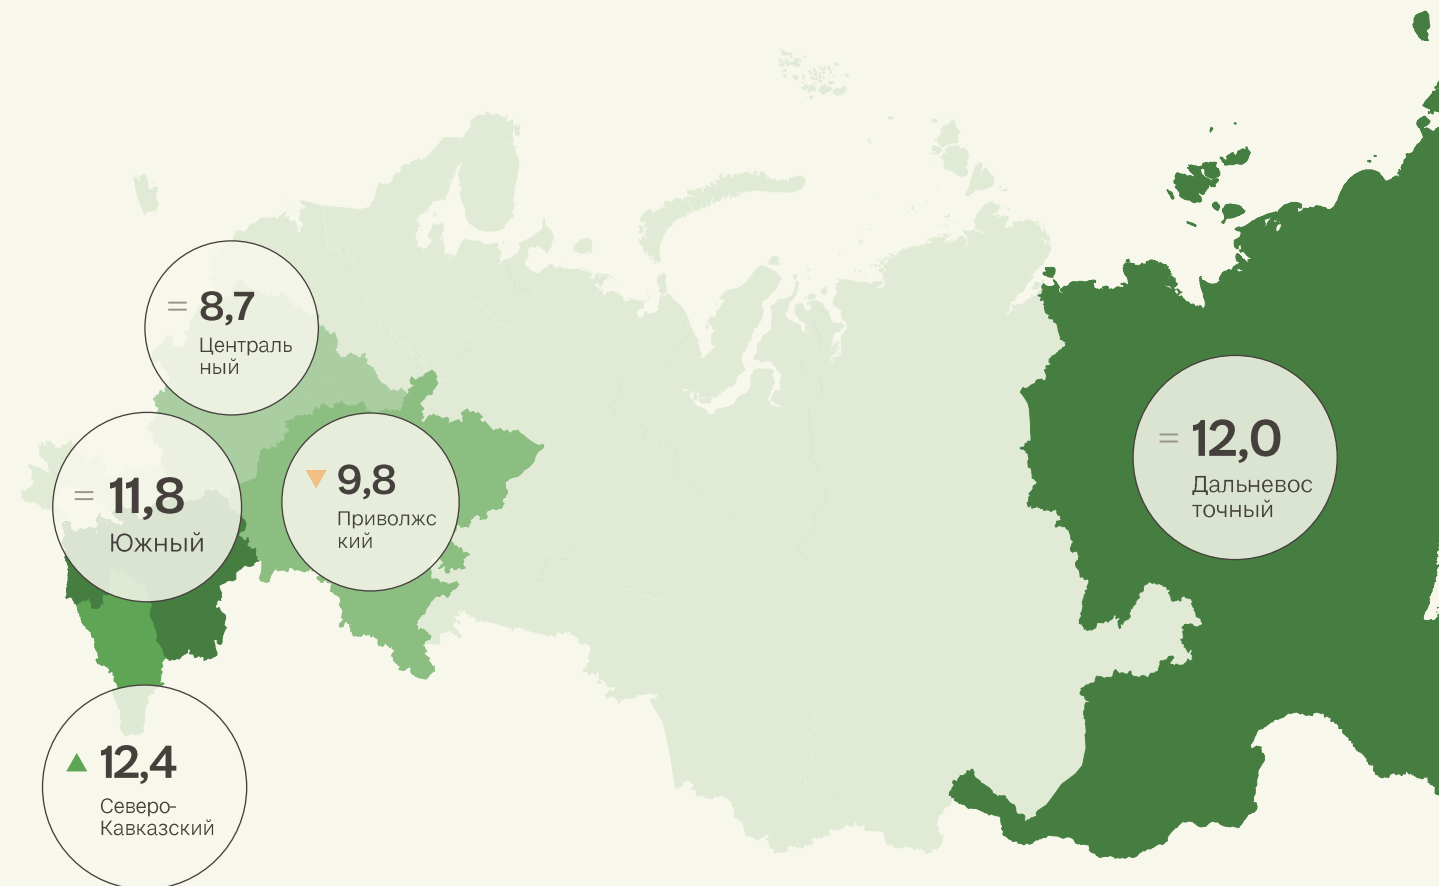 = 8,7
Централь
ный
= 11,8
Южный
▼ 9,8
Приволжс
кий
= 12,0
Дальневос
точный
▲ 12,4
Северо-
Кавказский